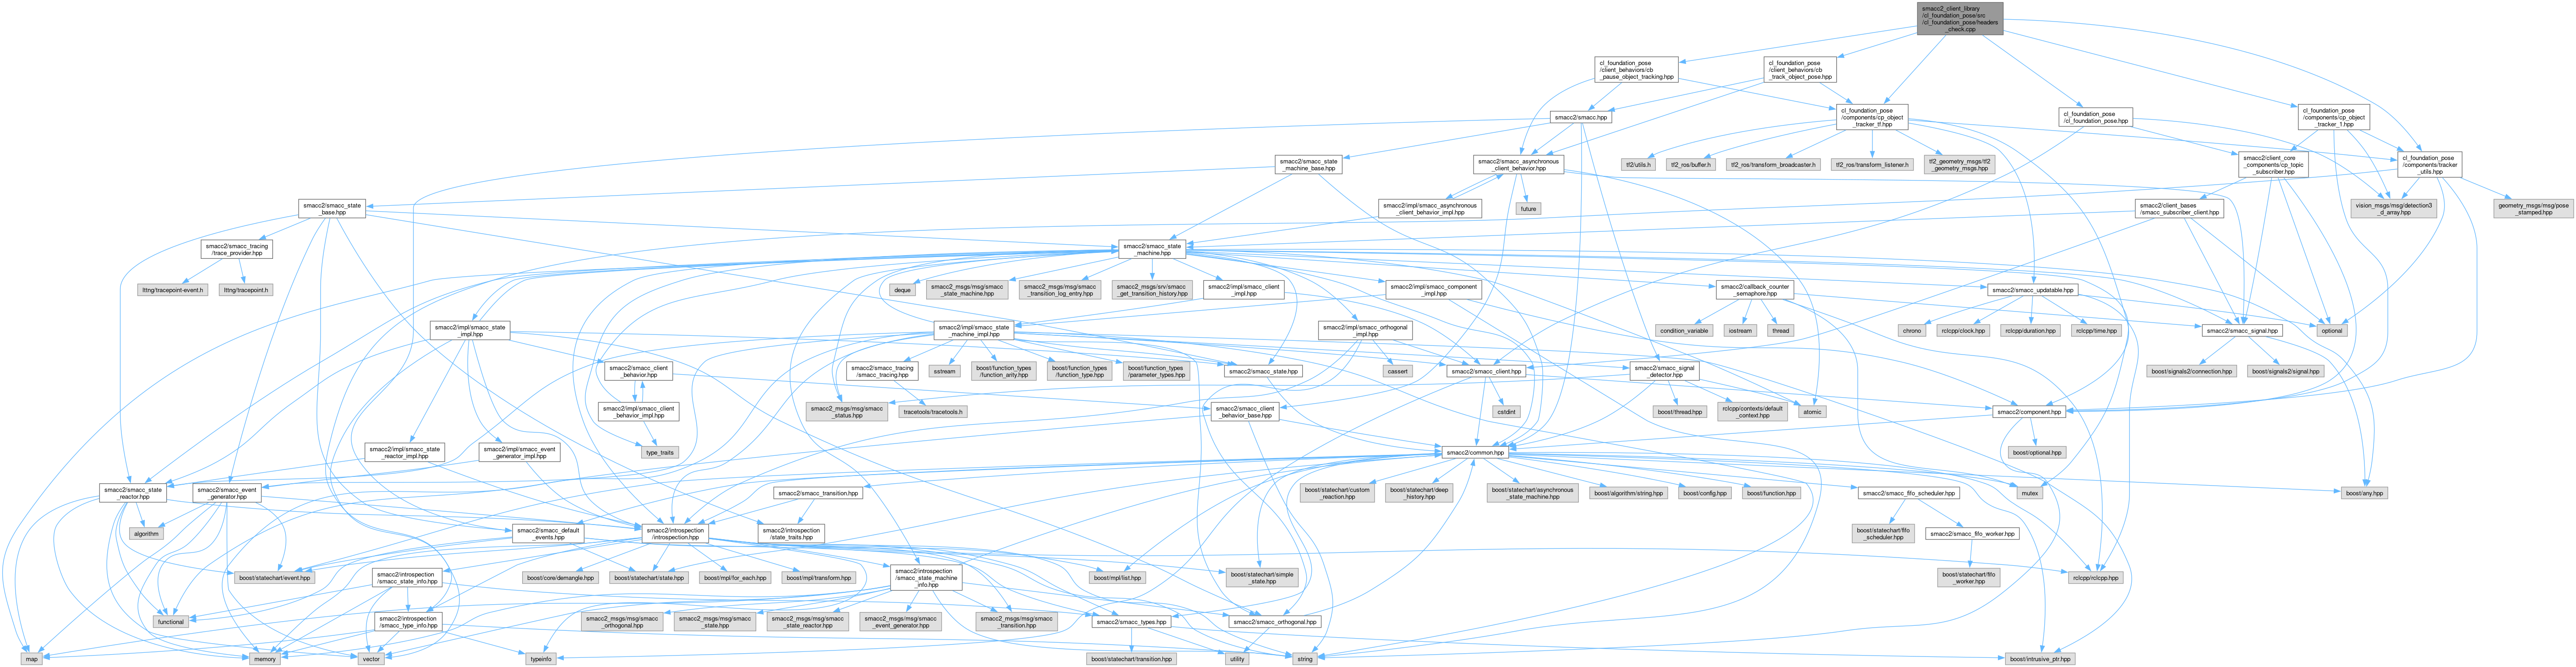 smacc2_client_library
/cl_foundation_pose/src
/cl_foundation_pose/headers
_check.cpp
cl_foundation_pose
/client_behaviors/cb
_pause_object_tracking.hpp
cl_foundation_pose
/client_behaviors/cb
_track_object_pose.hpp
smacc2/smacc.hpp
cl_foundation_pose
/components/cp_object
_tracker_tf.hpp
cl_foundation_pose
/cl_foundation_pose.hpp
cl_foundation_pose
/components/cp_object
_tracker_1.hpp
smacc2/smacc_state
_machine_base.hpp
smacc2/smacc_asynchronous
_client_behavior.hpp
tf2/utils.h
tf2_ros/buffer.h
tf2_ros/transform_broadcaster.h
tf2_ros/transform_listener.h
tf2_geometry_msgs/tf2
_geometry_msgs.hpp
smacc2/client_core
_components/cp_topic
_subscriber.hpp
cl_foundation_pose
/components/tracker
_utils.hpp
smacc2/smacc_state
_base.hpp
smacc2/impl/smacc_asynchronous
_client_behavior_impl.hpp
future
smacc2/client_bases
/smacc_subscriber_client.hpp
vision_msgs/msg/detection3
_d_array.hpp
geometry_msgs/msg/pose
_stamped.hpp
smacc2/smacc_tracing
/trace_provider.hpp
smacc2/smacc_state
_machine.hpp
lttng/tracepoint-event.h
lttng/tracepoint.h
deque
smacc2_msgs/msg/smacc
_state_machine.hpp
smacc2_msgs/msg/smacc
_transition_log_entry.hpp
smacc2_msgs/srv/smacc
_get_transition_history.hpp
smacc2/impl/smacc_client
_impl.hpp
smacc2/impl/smacc_component
_impl.hpp
smacc2/callback_counter
_semaphore.hpp
smacc2/smacc_updatable.hpp
smacc2/impl/smacc_state
_impl.hpp
smacc2/impl/smacc_state
_machine_impl.hpp
smacc2/impl/smacc_orthogonal
_impl.hpp
condition_variable
iostream
thread
chrono
rclcpp/clock.hpp
rclcpp/duration.hpp
rclcpp/time.hpp
smacc2/smacc_signal.hpp
optional
smacc2/smacc_client
_behavior.hpp
smacc2/smacc_tracing
/smacc_tracing.hpp
sstream
boost/function_types
/function_arity.hpp
boost/function_types
/function_type.hpp
boost/function_types
/parameter_types.hpp
smacc2/smacc_state.hpp
cassert
smacc2/smacc_client.hpp
smacc2/smacc_signal
_detector.hpp
boost/signals2/connection.hpp
boost/signals2/signal.hpp
smacc2/impl/smacc_client
_behavior_impl.hpp
smacc2_msgs/msg/smacc
_status.hpp
tracetools/tracetools.h
smacc2/smacc_client
_behavior_base.hpp
cstdint
boost/thread.hpp
rclcpp/contexts/default
_context.hpp
atomic
smacc2/component.hpp
type_traits
smacc2/impl/smacc_state
_reactor_impl.hpp
smacc2/impl/smacc_event
_generator_impl.hpp
smacc2/common.hpp
boost/optional.hpp
smacc2/smacc_state
_reactor.hpp
smacc2/smacc_event
_generator.hpp
smacc2/smacc_transition.hpp
boost/statechart/custom
_reaction.hpp
boost/statechart/deep
_history.hpp
boost/statechart/asynchronous
_state_machine.hpp
boost/algorithm/string.hpp
boost/config.hpp
boost/function.hpp
smacc2/smacc_fifo_scheduler.hpp
mutex
boost/any.hpp
algorithm
smacc2/smacc_default
_events.hpp
smacc2/introspection
/introspection.hpp
smacc2/introspection
/state_traits.hpp
boost/statechart/fifo
_scheduler.hpp
smacc2/smacc_fifo_worker.hpp
boost/statechart/event.hpp
smacc2/introspection
/smacc_state_info.hpp
boost/core/demangle.hpp
boost/statechart/state.hpp
boost/mpl/for_each.hpp
boost/mpl/transform.hpp
smacc2/introspection
/smacc_state_machine
_info.hpp
boost/mpl/list.hpp
boost/statechart/simple
_state.hpp
boost/statechart/fifo
_worker.hpp
rclcpp/rclcpp.hpp
functional
smacc2/introspection
/smacc_type_info.hpp
smacc2_msgs/msg/smacc
_orthogonal.hpp
smacc2_msgs/msg/smacc
_state.hpp
smacc2_msgs/msg/smacc
_state_reactor.hpp
smacc2_msgs/msg/smacc
_event_generator.hpp
smacc2_msgs/msg/smacc
_transition.hpp
smacc2/smacc_types.hpp
smacc2/smacc_orthogonal.hpp
map
memory
vector
typeinfo
boost/statechart/transition.hpp
utility
string
boost/intrusive_ptr.hpp